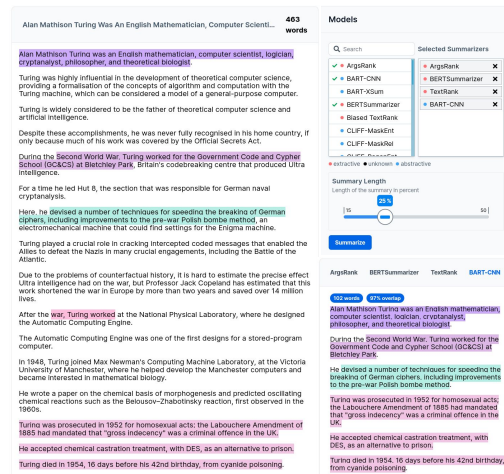 Alan Mathison Turing Was An English Mathematician, Computer Scienti...
463 words
Alan Mathison Turing was an English mathematician, computer scientist, logician,
cryptanalyst, philosopher, and theoretical biologist.
Turing was highly influential in the development of theoretical computer science,
providing a formalisation of the concepts of algorithm and computation with the
Turing machine, which can be considered a model of a general-purpose computer.
Turing is widely considered to be the father of theoretical computer science and
artificial intelligence.
Despite these accomplishments, he was never fully recognised in his home country, if
only because much of his work was covered by the Official Secrets Act.
During the Second World War, Turing worked for the Government Code and Cypher
School (GC&CS) at Bletchley Park, Britain's codebreaking centre that produced Ultra
intelligence.
For a time he led Hut 8, the section that was responsible for German naval
cryptanalysis.
Here, he devised a number of techniques for speeding the breaking of German
ciphers, including improvements to the pre-war Polish bombe method, an
electromechanical machine that could find settings for the Enigma machine.
Turing played a crucial role in cracking intercepted coded messages that enabled the
Allies to defeat the Nazis in many crucial engagements, including the Battle of the
Atlantic.
Due to the problems of counterfactual history, it is hard to estimate the precise effect
Ultra intelligence had on the war, but Professor Jack Copeland has estimated that this
work shortened the war in Europe by more than two years and saved over 14 million
lives.
After the war, Turing worked at the National Physical Laboratory, where he designed
the Automatic Computing Engine.
The Automatic Computing Engine was one of the first designs for a stored-program
computer.
In 1948, Turing joined Max Newman's Computing Machine Laboratory, at the Victoria
University of Manchester, where he helped develop the Manchester computers and
became interested in mathematical biology.
He wrote a paper on the chemical basis of morphogenesis and predicted oscillating
chemical reactions such as the Belousov–Zhabotinsky reaction, first observed in the
1960s.
Turing was prosecuted in 1952 for homosexual acts; the Labouchere Amendment of
1885 had mandated that "gross indecency" was a criminal offence in the UK.
He accepted chemical castration treatment, with DES, as an alternative to prison.
Turing died in 1954, 16 days before his 42nd birthday, from cyanide poisoning.
Models
Search
ArgsRank
BART-CNN
BART-XSum
BERTSummarizer
Biased TextRank
CLIFF-MaskEnt
CLIFF-MaskRel
Selected Summarizers
ArgsRank
BERTSummarizer
TextRank
BART-CNN
extractive unknown abstractive
Summary Length
Length of the summary in percent.
25 %
15
50
Summarize
ArgsRank BERTSummarizer TextRank BART-CNN
102 words 97% overlap
Alan Mathison Turing was an English mathematician,
computer scientist, logician, cryptanalyst,
philosopher, and theoretical biologist.
During the Second World War, Turing worked for the
Government Code and Cypher School (GC&CS) at
Bletchley Park.
He devised a number of techniques for speeding the
breaking of German ciphers, including improvements
to the pre-war Polish bombe method.
Turing was prosecuted in 1952 for homosexual acts;
the Labouchere Amendment of 1885 had mandated
that "gross indecency" was a criminal offence in the
UK.
He accepted chemical castration treatment, with
DES, as an alternative to prison.
Turing died in 1954, 16 days before his 42nd birthday,
from cyanide poisoning.